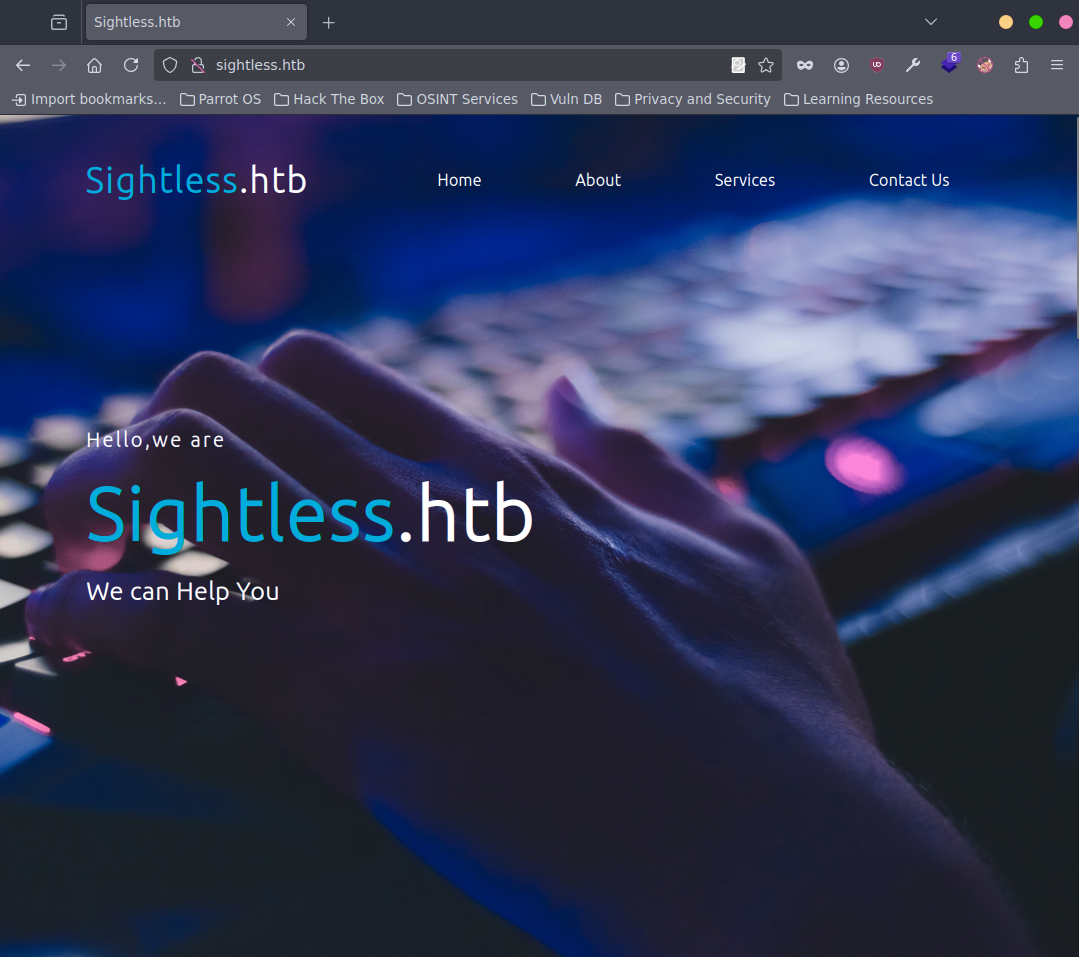 Sightless.htb
sightless.htb
6
Import bookmarks... Parrot OS Hack The Box OSINT Services Vuln DB Privacy and Security Learning Resources
Sightless.htb Home About Services Contact Us
Hello,we are
Sightless.htb
We can Help You